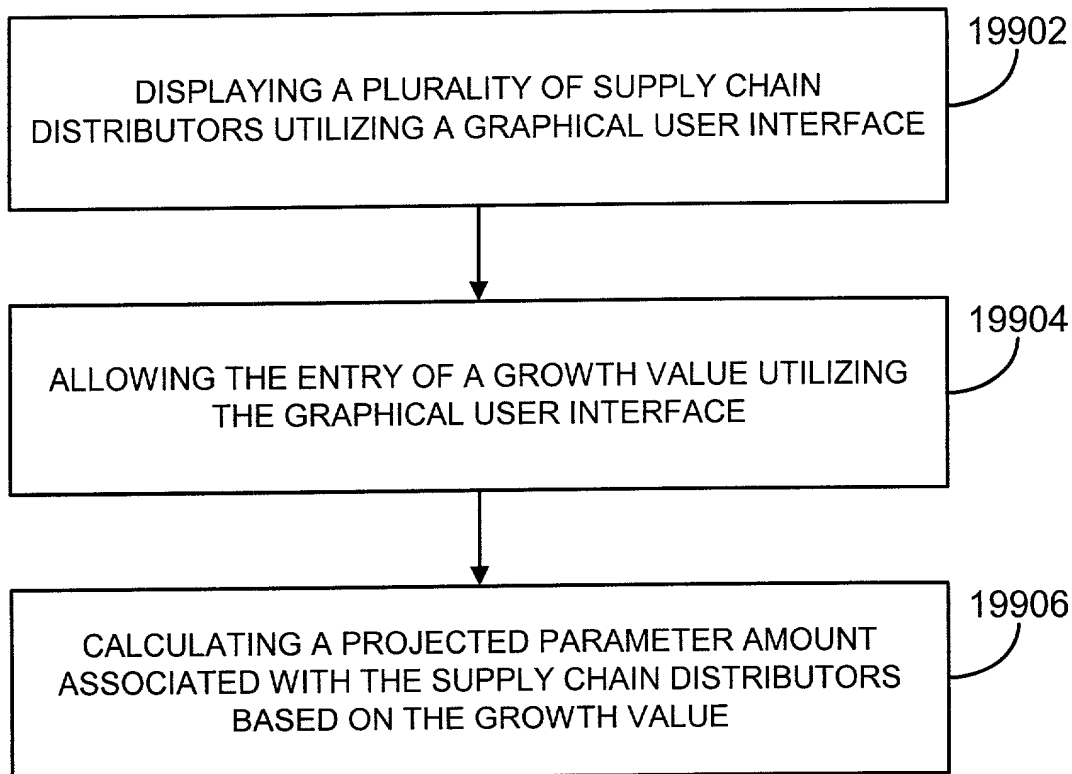 19902
DISPLAYING A PLURALITY OF SUPPLY CHAIN
DISTRIBUTORS UTILIZING A GRAPHICAL USER INTERFACE
19904
ALLOWING THE ENTRY OF A GROWTH VALUE UTILIZING
THE GRAPHICAL USER INTERFACE
19906
CALCULATING A PROJECTED PARAMETER AMOUNT
ASSOCIATED WITH THE SUPPLY CHAIN DISTRIBUTORS
BASED ON THE GROWTH VALUE